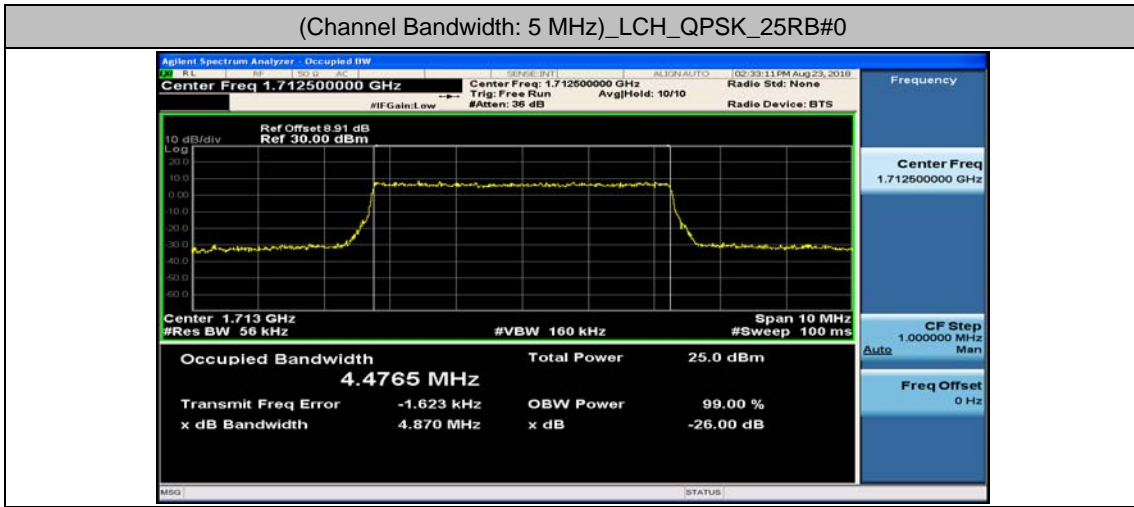 (Channel Bandwidth: 5 MHz)_LCH_QPSK_25RB#0
Agilent Spectrum Analyzer - Occupied BW
LXI RL RF 50 Ω AC SENSE:INT ALIGN AUTO 02:33:11 PM Aug 23, 2018
Center Freq 1.712500000 GHz
Center Freq: 1.712500000 GHz
Radio Std: None
Trig: Free Run Avg|Hold: 10/10
#IFGain:Low #Atten: 36 dB Radio Device: BTS
Frequency
Ref Offset 8.91 dB
10 dB/div Ref 30.00 dBm
Log
20.0
10.0
0.00
-10.0
-20.0
-30.0
-40.0
-50.0
-60.0
Center Freq
1.712500000 GHz
Center 1.713 GHz Span 10 MHz
#Res BW 56 kHz #VBW 160 kHz #Sweep 100 ms
CF Step
1.000000 MHz
Auto Man
Occupied Bandwidth Total Power 25.0 dBm
4.4765 MHz
Transmit Freq Error -1.623 kHz OBW Power 99.00 %
x dB Bandwidth 4.870 MHz x dB -26.00 dB
Freq Offset
0 Hz
MSG STATUS